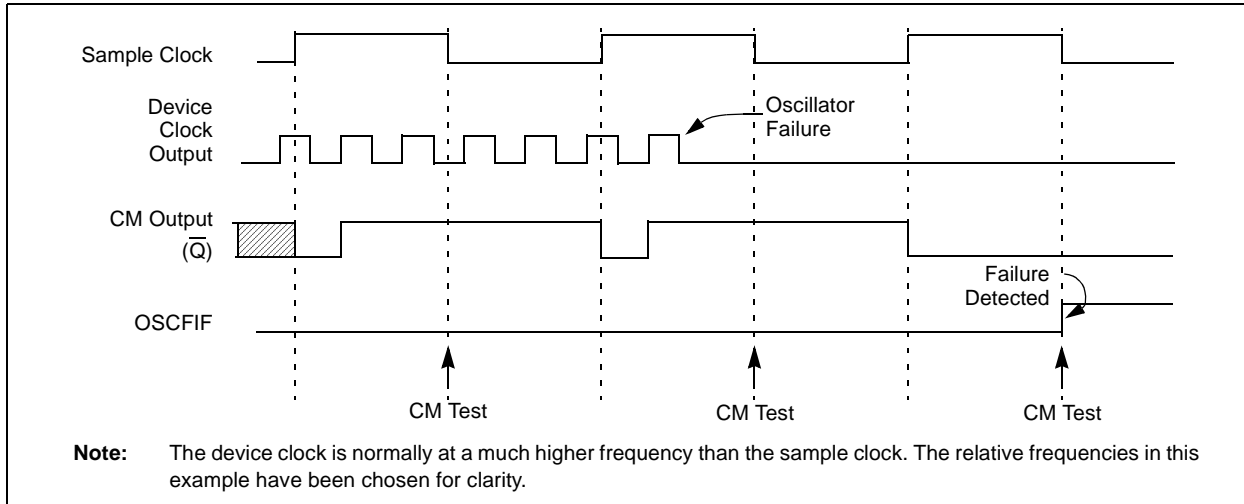 Sample Clock
Device
Clock
Output
Oscillator
Failure
CM Output
(Q̅)
Failure
Detected
OSCFIF
CM Test
CM Test
CM Test
Note: The device clock is normally at a much higher frequency than the sample clock. The relative frequencies in this
example have been chosen for clarity.